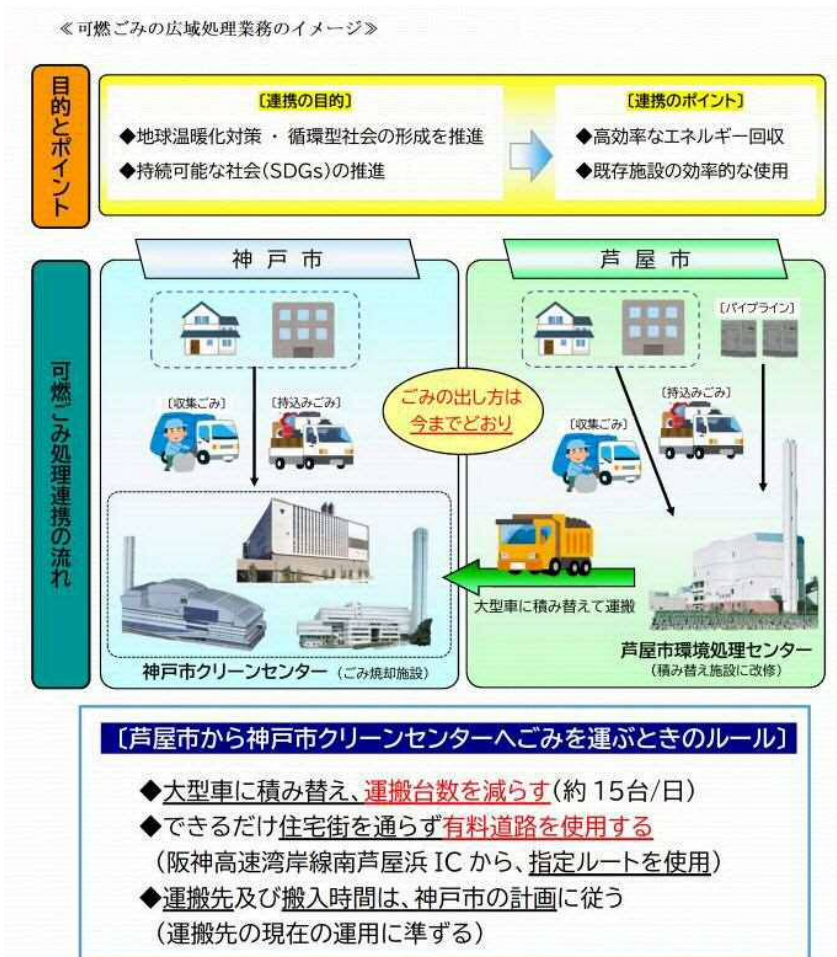 ≪可燃ごみの広域処理業務のイメージ≫
目的とポイント
〔連携の目的〕
◆地球温暖化対策 ・ 循環型社会の形成を推進
◆持続可能な社会(SDGs)の推進
〔連携のポイント〕
◆高効率なエネルギー回収
◆既存施設の効率的な使用
可燃ごみ処理連携の流れ
神 戸 市
〔収集ごみ〕
〔持込みごみ〕
神戸市クリーンセンター (ごみ焼却施設)
ごみの出し方は
今までどおり
芦 屋 市
〔パイプライン〕
〔収集ごみ〕
〔持込みごみ〕
大型車に積み替えて運搬
芦屋市環境処理センター
(積み替え施設に改修)
〔芦屋市から神戸市クリーンセンターへごみを運ぶときのルール〕
◆大型車に積み替え、運搬台数を減らす(約 15台/日)
◆できるだけ住宅街を通らず有料道路を使用する
(阪神高速湾岸線南芦屋浜 IC から、指定ルートを使用)
◆運搬先及び搬入時間は、神戸市の計画に従う
(運搬先の現在の運用に準ずる)